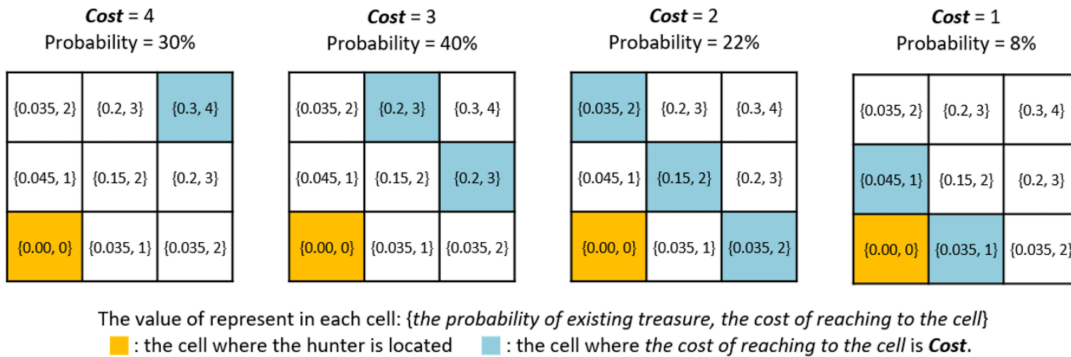 Cost = 4 Cost = 3 Cost = 2 Cost = 1
Probability = 30% Probability = 40% Probability = 22% Probability = 8%
{0.035, 2} {0.2, 3} {0.3, 4} {0.035, 2} {0.2, 3} {0.3, 4} {0.035, 2} {0.2, 3} {0.3, 4} {0.035, 2} {0.2, 3} {0.3, 4}
{0.045, 1} {0.15, 2} {0.2, 3} {0.045, 1} {0.15, 2} {0.2, 3} {0.045, 1} {0.15, 2} {0.2, 3} {0.045, 1} {0.15, 2} {0.2, 3}
{0.00, 0} {0.035, 1} {0.035, 2} {0.00, 0} {0.035, 1} {0.035, 2} {0.00, 0} {0.035, 1} {0.035, 2} {0.00, 0} {0.035, 1} {0.035, 2}
The value of represent in each cell: {the probability of existing treasure, the cost of reaching to the cell}
: the cell where the hunter is located : the cell where the cost of reaching to the cell is Cost.